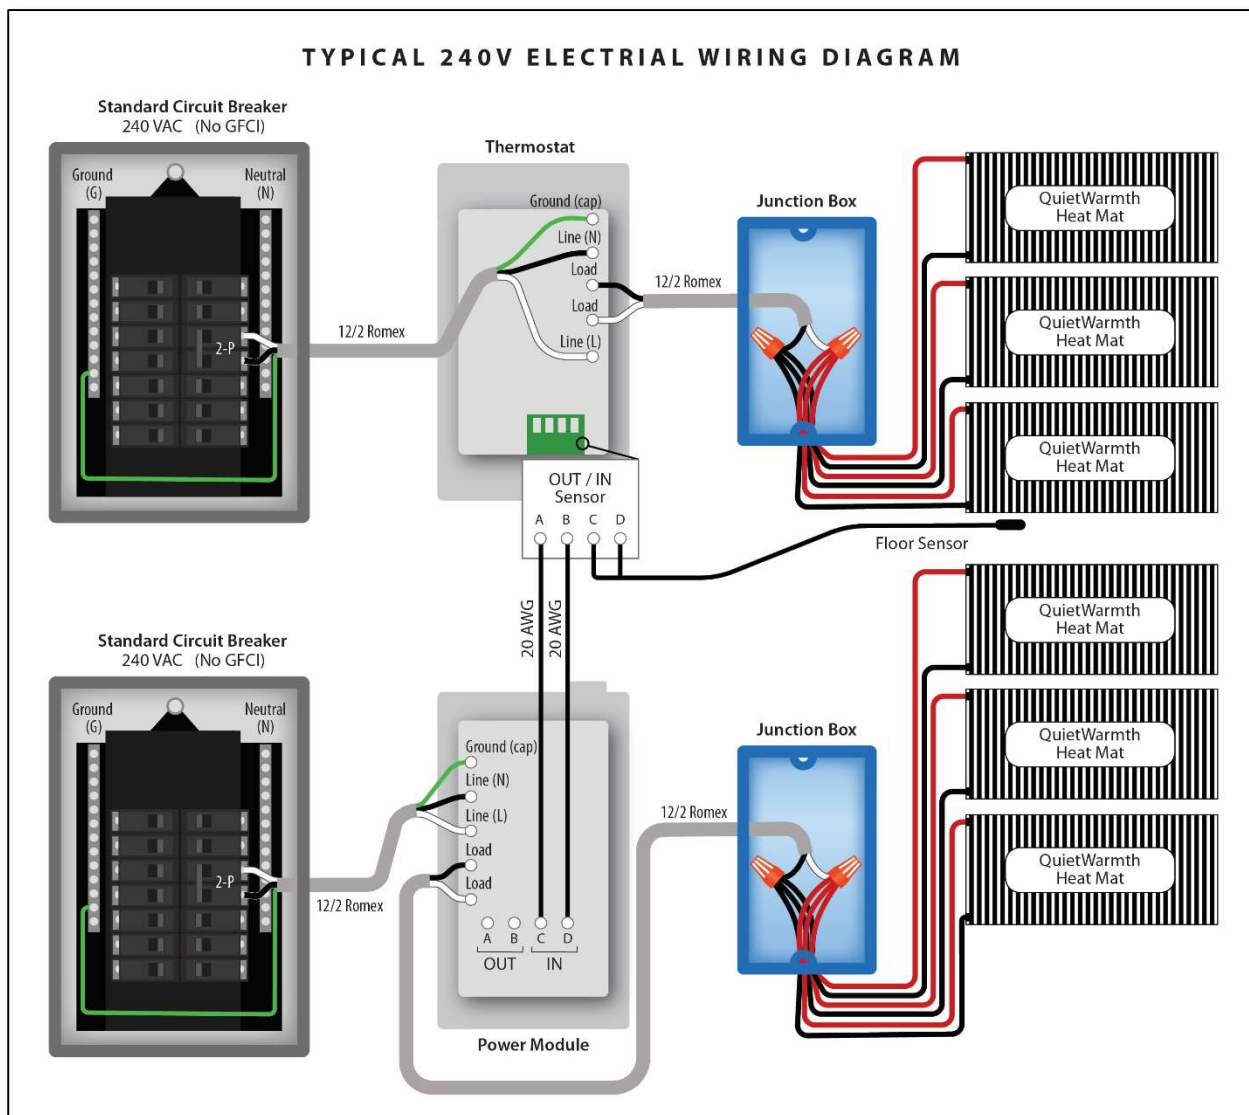 TYPICAL 240V ELECTRIAL WIRING DIAGRAM
Standard Circuit Breaker
240 VAC (No GFCI)
Ground
(G)
Neutral
(N)
2-P
12/2 Romex
Thermostat
Ground (cap)
Line (N)
Load
Load
Line (L)
12/2 Romex
Junction Box
QuietWarmth
Heat Mat
QuietWarmth
Heat Mat
QuietWarmth
Heat Mat
OUT / IN
Sensor
A B C D
Floor Sensor
20 AWG
20 AWG
Standard Circuit Breaker
240 VAC (No GFCI)
Ground
(G)
Neutral
(N)
2-P
12/2 Romex
Ground (cap)
Line (N)
Line (L)
Load
Load
A B C D
OUT IN
Power Module
12/2 Romex
Junction Box
QuietWarmth
Heat Mat
QuietWarmth
Heat Mat
QuietWarmth
Heat Mat